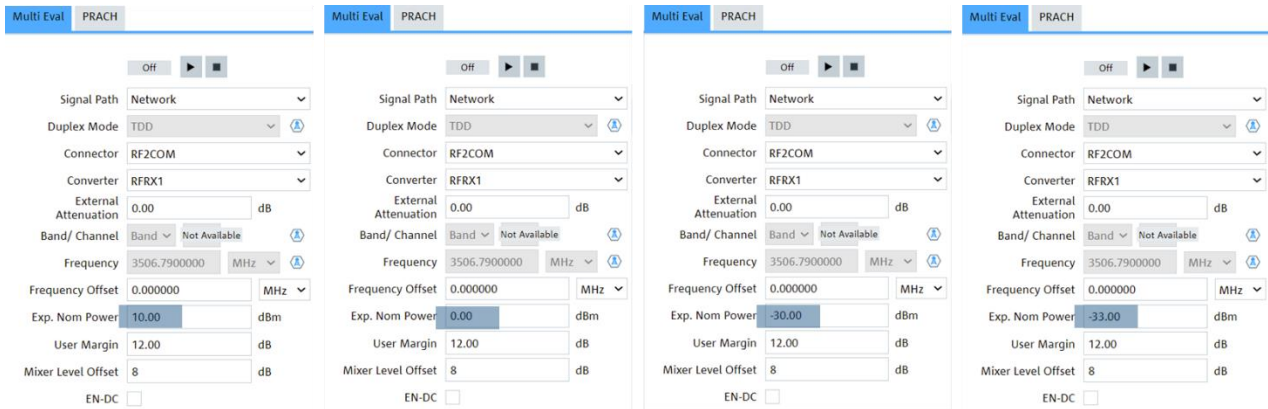 Multi Eval PRACH
Off
Signal Path Network
Duplex Mode TDD
Connector RF2COM
Converter RFRX1
External
Attenuation 0.00 dB
Band/ Channel Band Not Available
Frequency 3506.7900000 MHz
Frequency Offset 0.000000 MHz
Exp. Nom Power 10.00 dBm
User Margin 12.00 dB
Mixer Level Offset 8 dB
EN-DC
Multi Eval PRACH
Off
Signal Path Network
Duplex Mode TDD
Connector RF2COM
Converter RFRX1
External
Attenuation 0.00 dB
Band/ Channel Band Not Available
Frequency 3506.7900000 MHz
Frequency Offset 0.000000 MHz
Exp. Nom Power 0.00 dBm
User Margin 12.00 dB
Mixer Level Offset 8 dB
EN-DC
Multi Eval PRACH
Off
Signal Path Network
Duplex Mode TDD
Connector RF2COM
Converter RFRX1
External
Attenuation 0.00 dB
Band/ Channel Band Not Available
Frequency 3506.7900000 MHz
Frequency Offset 0.000000 MHz
Exp. Nom Power -30.00 dBm
User Margin 12.00 dB
Mixer Level Offset 8 dB
EN-DC
Multi Eval PRACH
Off
Signal Path Network
Duplex Mode TDD
Connector RF2COM
Converter RFRX1
External
Attenuation 0.00 dB
Band/ Channel Band Not Available
Frequency 3506.7900000 MHz
Frequency Offset 0.000000 MHz
Exp. Nom Power -33.00 dBm
User Margin 12.00 dB
Mixer Level Offset 8 dB
EN-DC